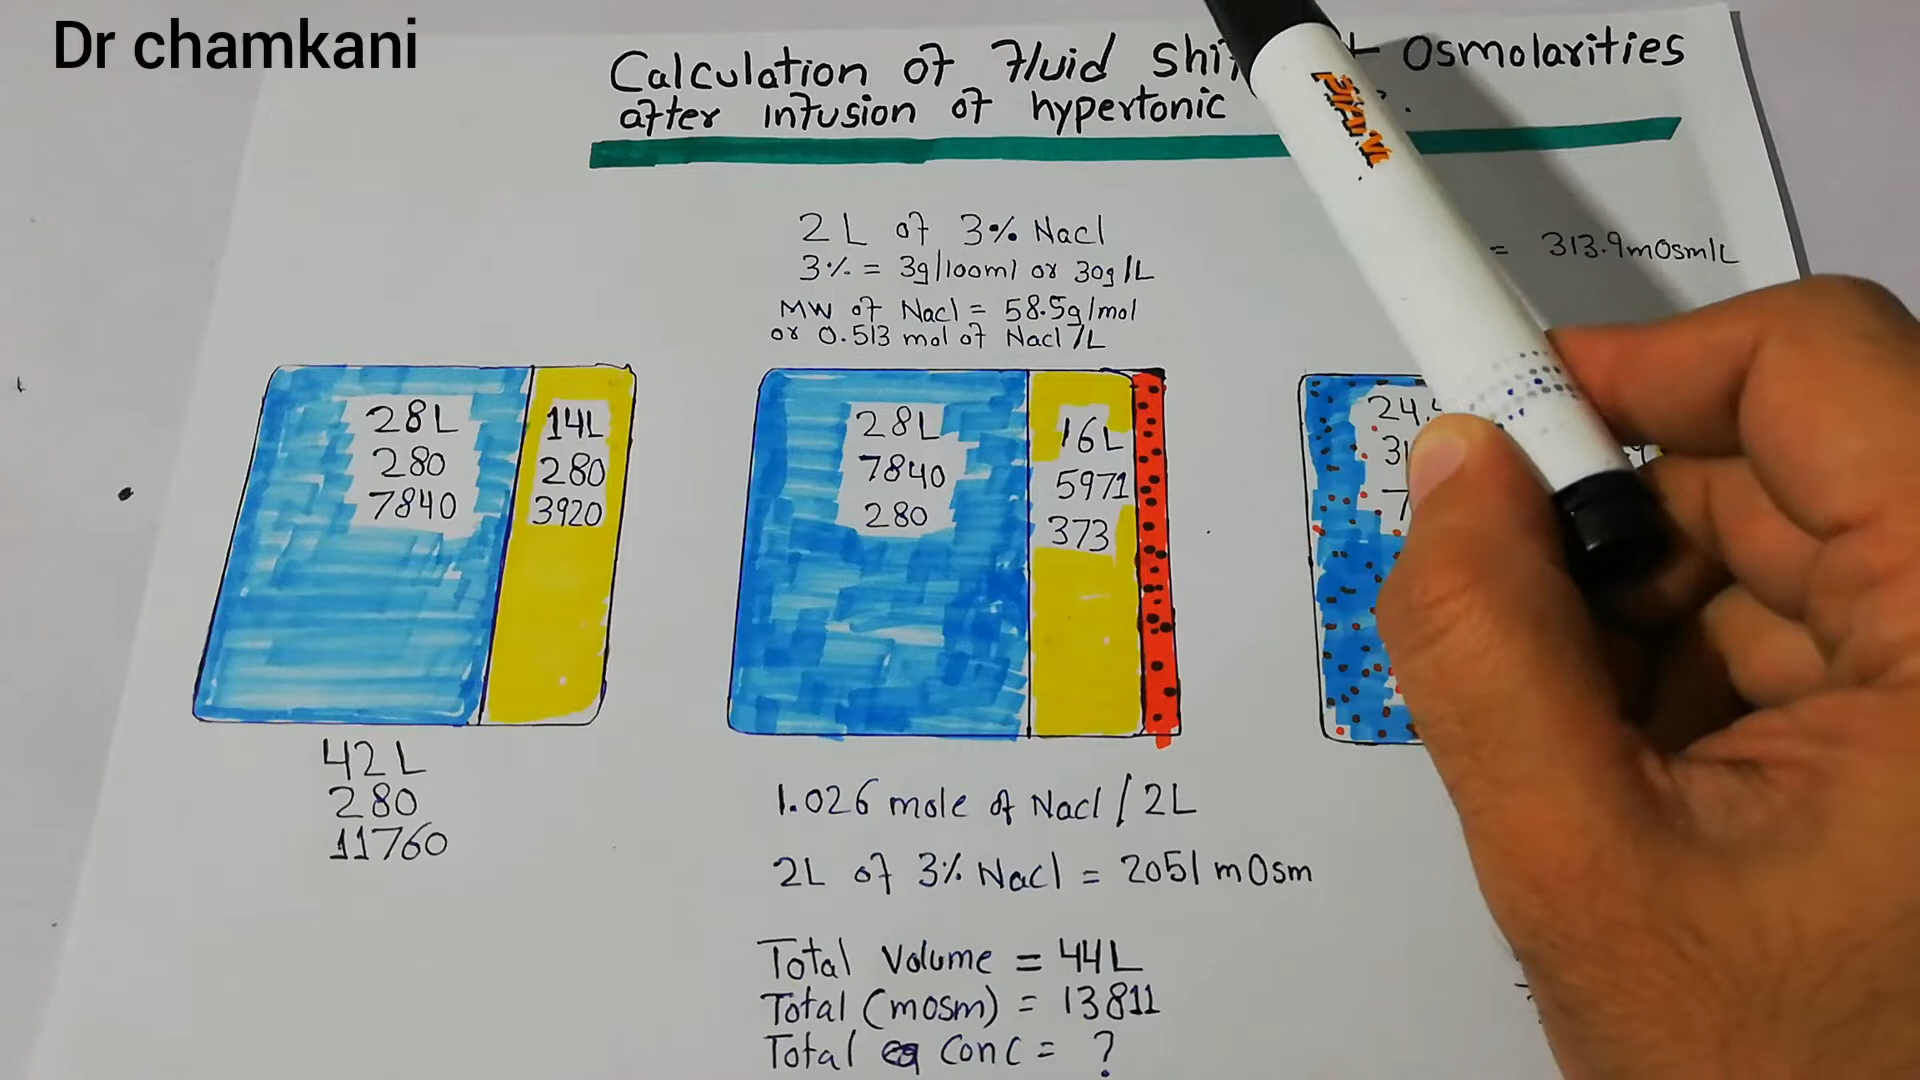 Dr chamkani
Calculation of Fluid Osmolarities
after infusion of hypertonic
2 L of 3% Nacl
3% = 3g/100ml or 30g/L
MW of Nacl = 58.5g/mol
or 0.513 mol of Nacl/L
= 313.9mOsm/L
28L
280
7840
14L
280
3920
42L
280
11760
28L
7840
280
16L
5971
373
1.026 mole of Nacl / 2L
2L of 3% Nacl = 2051 mOsm
Total Volume = 44L
Total (mosm) = 13811
Total eq Conc = ?